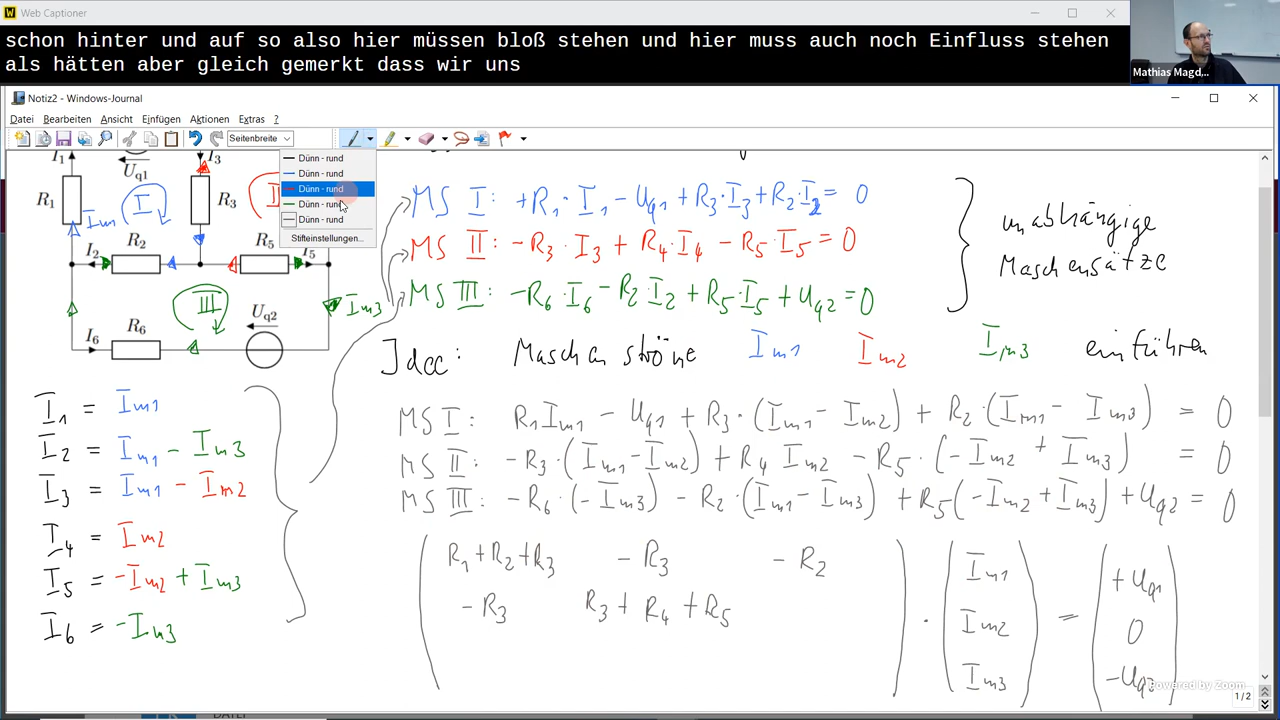 Web Captioner
schon hinter und auf so also hier müssen bloß stehen und hier muss auch noch Einfluss stehen
als hätten aber gleich gemerkt dass wir uns
Mathias Magd...
Notiz2 - Windows-Journal
Datei Bearbeiten Ansicht Einfügen Aktionen Extras ?
Seitenbreite
Dünn - rund
Dünn - rund
Dünn - rund
Dünn - rund
Dünn - rund
Stifteinstellungen...
I1 Uq1 I3
R1 Im1 I R3
R2 R5
I2 I5
III Uq2 Im3
R6
I6
MS I: +R1·I1 - Uq1 + R3·I3 + R2·I2 = 0
MS II: -R3·I3 + R4·I4 - R5·I5 = 0
MS III: -R6·I6 - R2·I2 + R5·I5 + Uq2 = 0
unabhängige
Maschensätze
Idee: Maschenströme Im1 Im2 Im3 einführen
I1 = Im1
I2 = Im1 - Im3
I3 = Im1 - Im2
I4 = Im2
I5 = -Im2 + Im3
I6 = -Im3
MS I: R1 Im1 - Uq1 + R3·(Im1 - Im2) + R2·(Im1 - Im3) = 0
MS II: -R3·(Im1 - Im2) + R4 Im2 - R5·(-Im2 + Im3) = 0
MS III: -R6·(-Im3) - R2·(Im1 - Im3) + R5(-Im2 + Im3) + Uq2 = 0
R1 + R2 + R3 - R3 - R2 Im1 +Uq1
- R3 R3 + R4 + R5 · Im2 = 0
Im3 -Uq2
Powered by Zoom
1/2